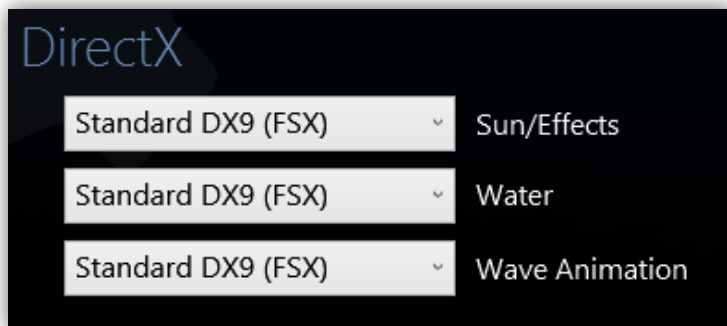 DirectX
Standard DX9 (FSX) Sun/Effects
Standard DX9 (FSX) Water
Standard DX9 (FSX) Wave Animation